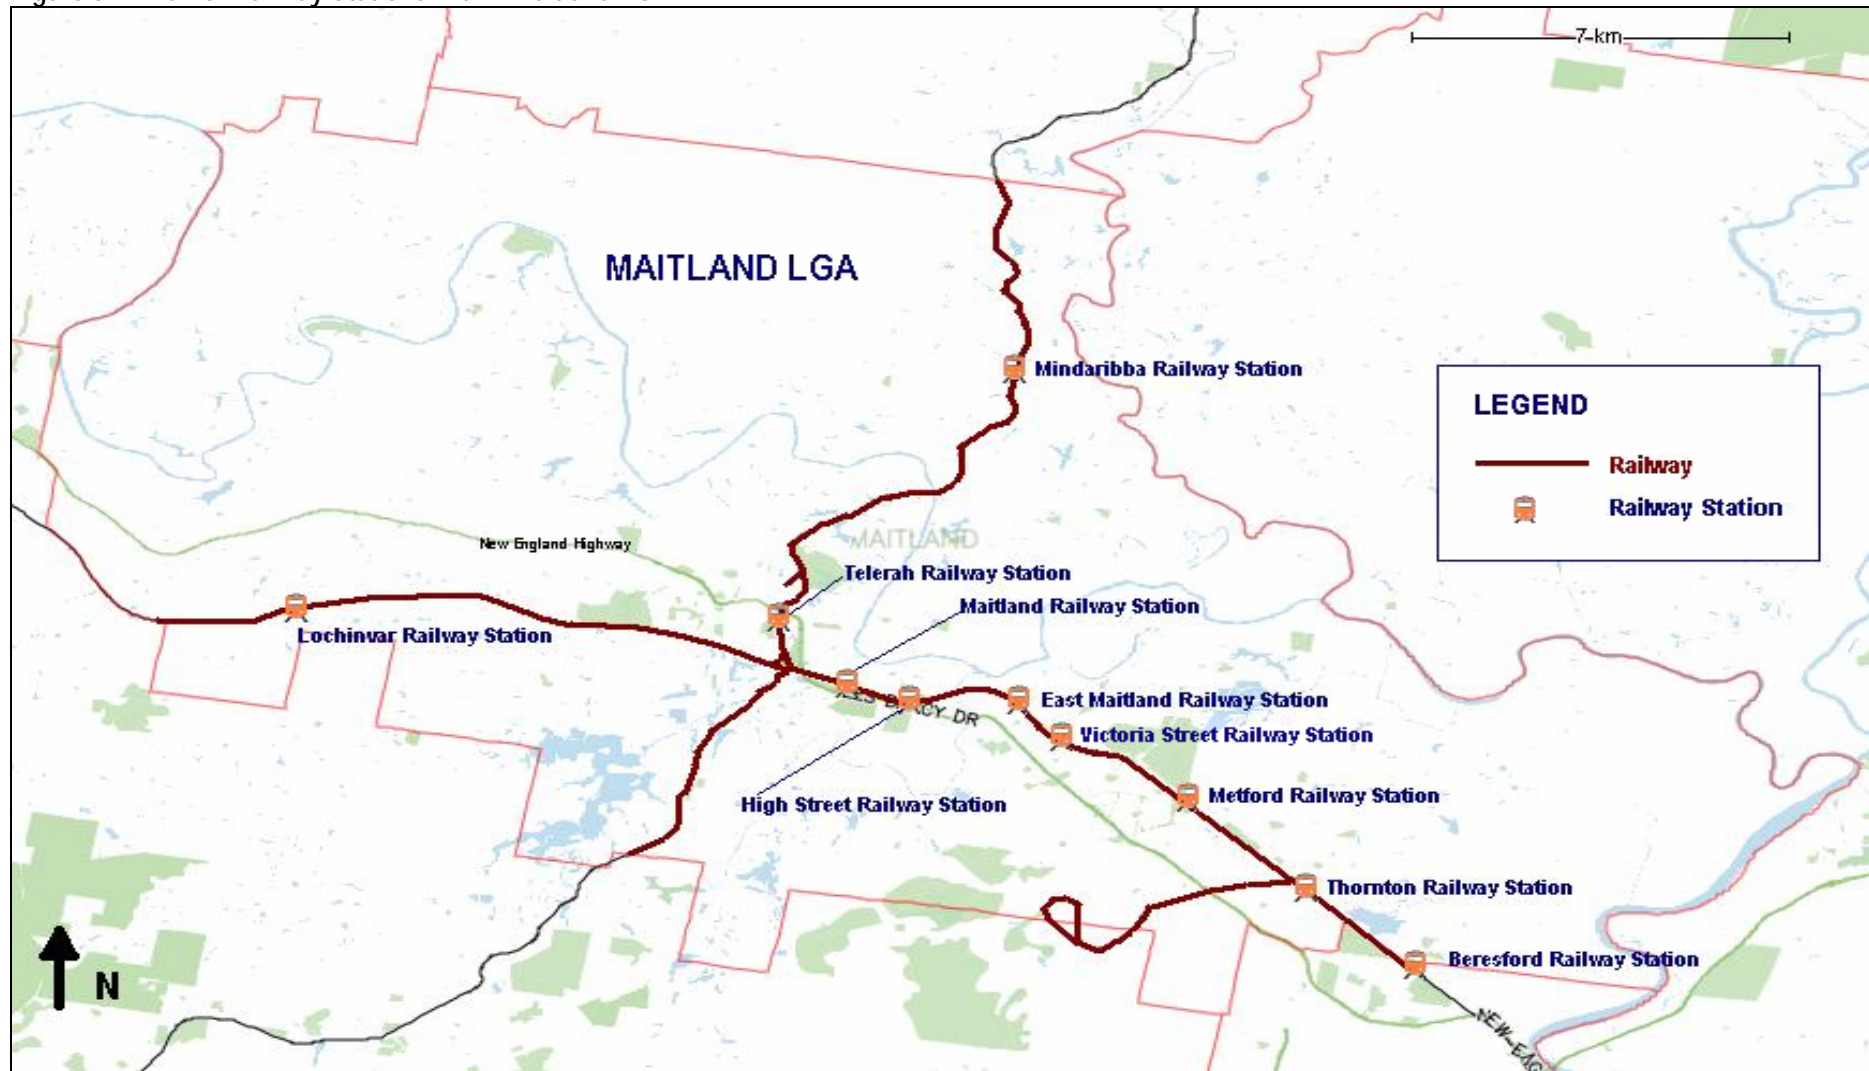 7 km
MAITLAND LGA
Mindaribba Railway Station
LEGEND
Railway
Railway Station
New England Highway
MAITLAND
Telerah Railway Station
Maitland Railway Station
Lochinvar Railway Station
East Maitland Railway Station
DR
Victoria Street Railway Station
High Street Railway Station
Metford Railway Station
Thornton Railway Station
Beresford Railway Station
N